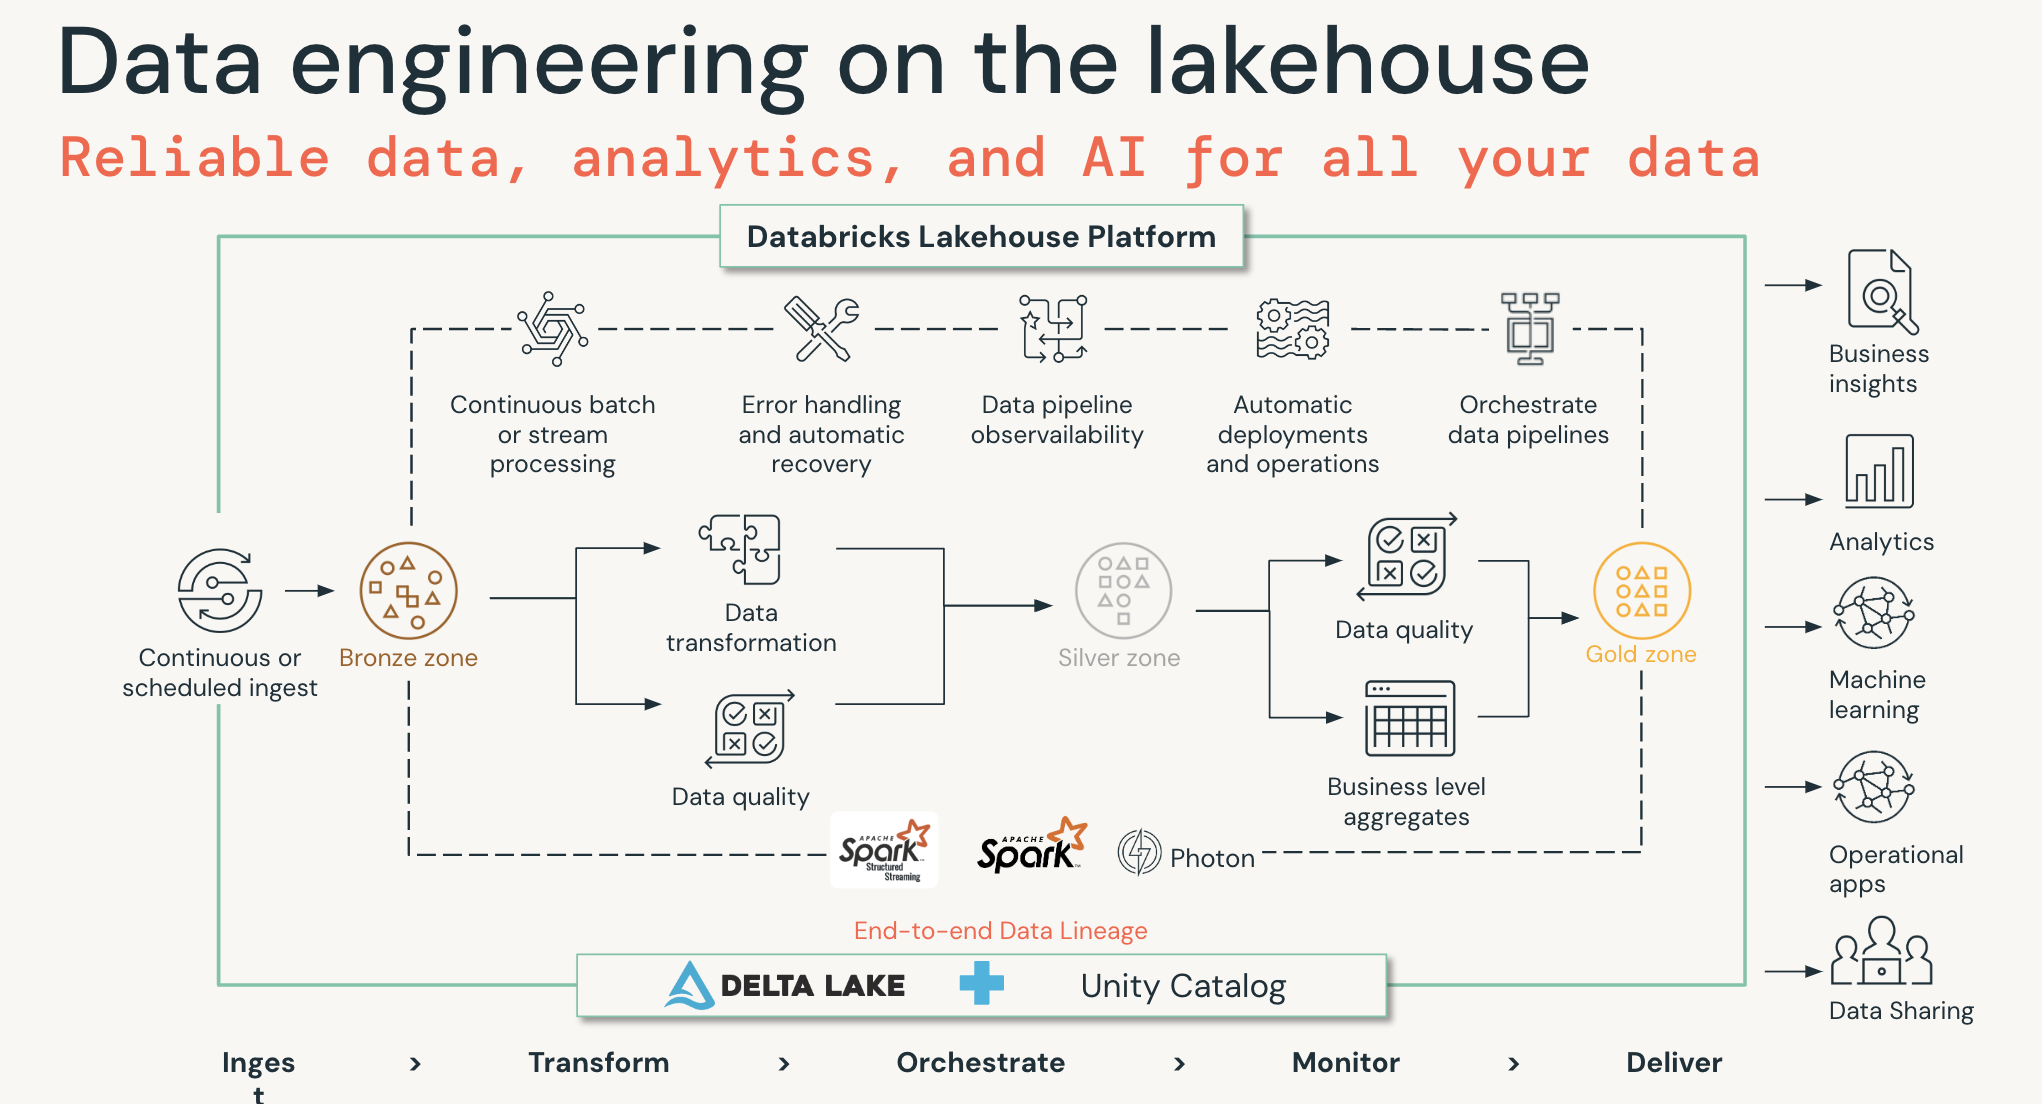 Data engineering on the lakehouse
Reliable data, analytics, and AI for all your data
Databricks Lakehouse Platform
Continuous batch
or stream
processing
Error handling
and automatic
recovery
Data pipeline
observailability
Automatic
deployments
and operations
Orchestrate
data pipelines
Continuous or
scheduled ingest
Bronze zone
Data
transformation
Data quality
Silver zone
Data quality
Business level
aggregates
Gold zone
APACHE
Spark™
Structured
Streaming
APACHE
Spark™
Photon
End-to-end Data Lineage
DELTA LAKE
Unity Catalog
Business
insights
Analytics
Machine
learning
Operational
apps
Data Sharing
Inges
t
>
Transform
>
Orchestrate
>
Monitor
>
Deliver